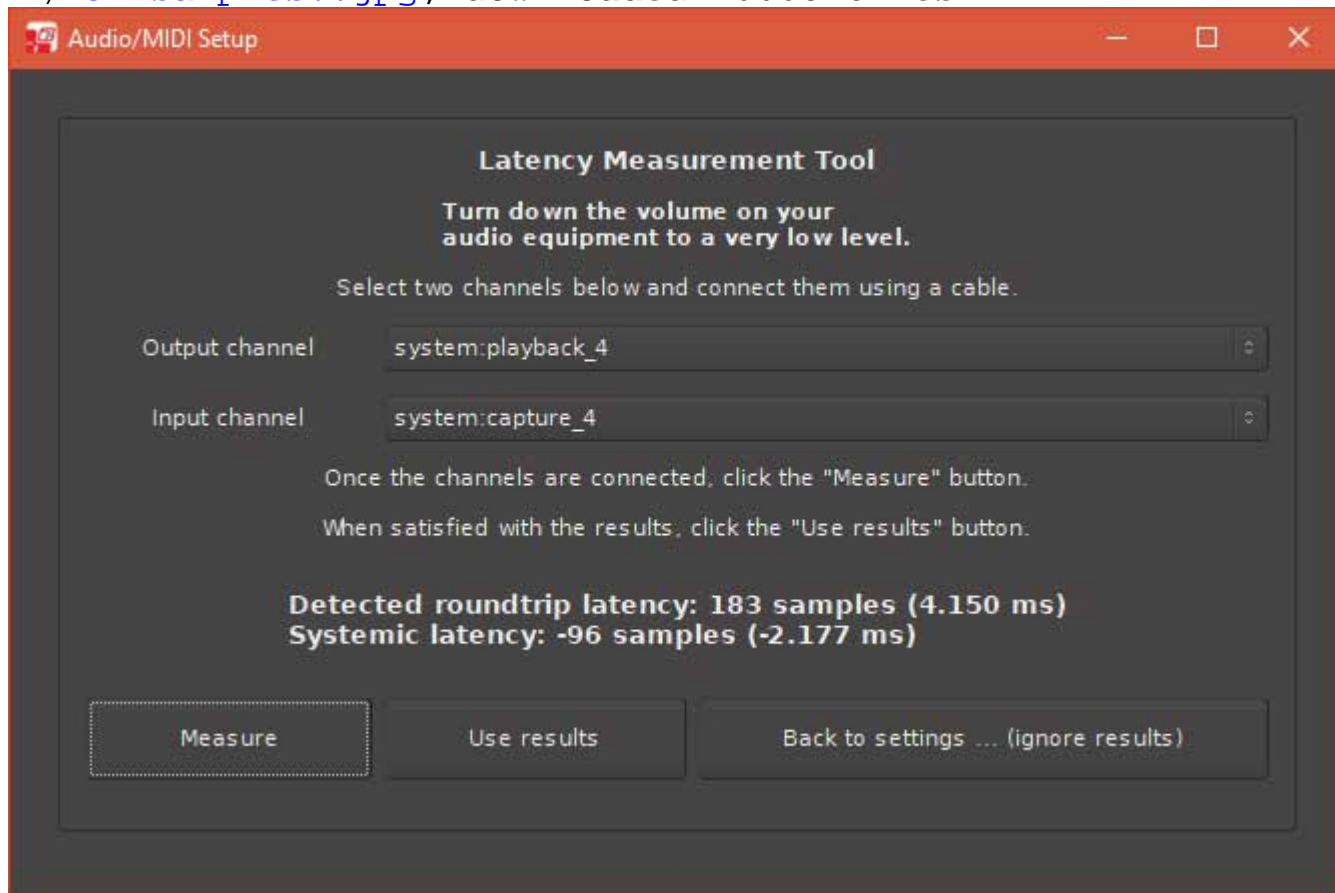 Audio/MIDI Setup
Latency Measurement Tool
Turn down the volume on your
audio equipment to a very low level.
Select two channels below and connect them using a cable.
Output channel system:playback_4
Input channel system:capture_4
Once the channels are connected, click the "Measure" button.
When satisfied with the results, click the "Use results" button.
Detected roundtrip latency: 183 samples (4.150 ms)
Systemic latency: -96 samples (-2.177 ms)
Measure Use results Back to settings ... (ignore results)